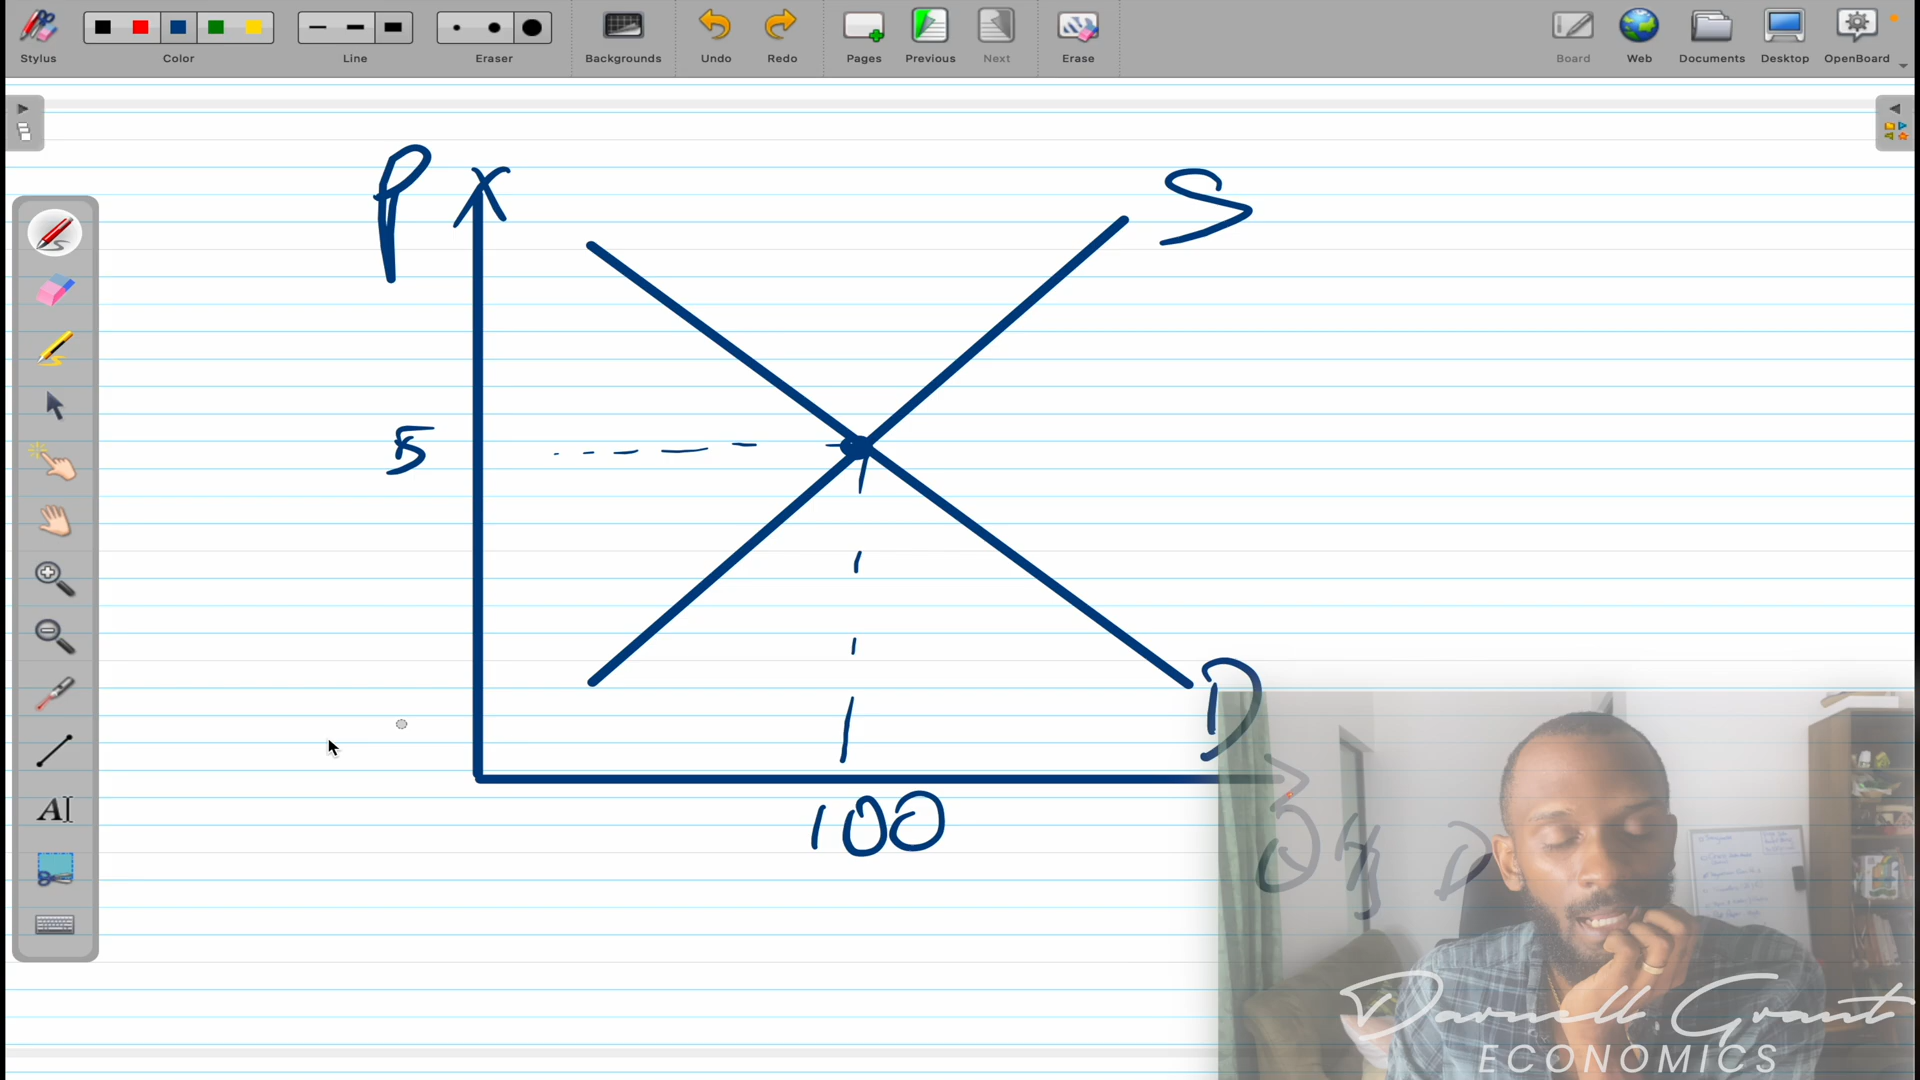 Stylus
Color
Line
Eraser
Backgrounds
Undo
Redo
Pages
Previous
Next
Erase
Board
Web
Documents
Desktop
OpenBoard
P
S
5
D
100
Darnell Grant
ECONOMICS